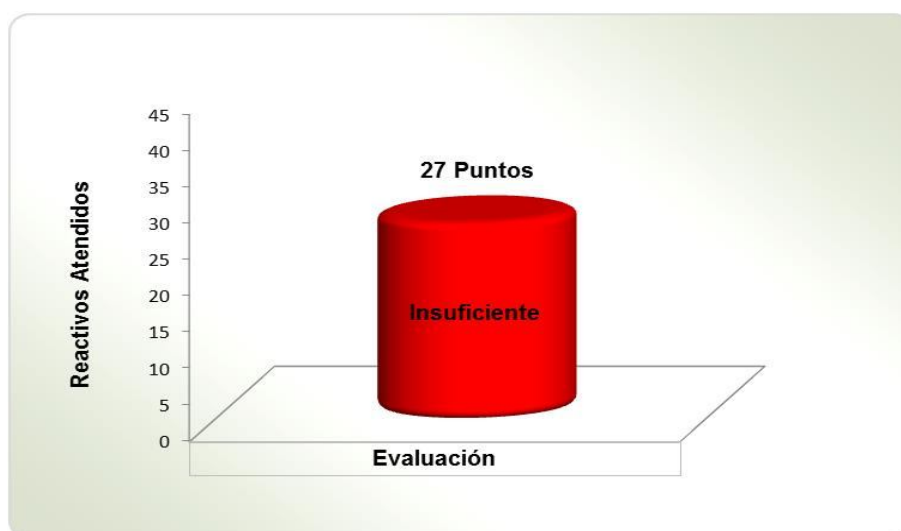 45
40
35
30
25
20
15
10
5
0
Reactivos Atendidos
27 Puntos
Insuficiente
Evaluación